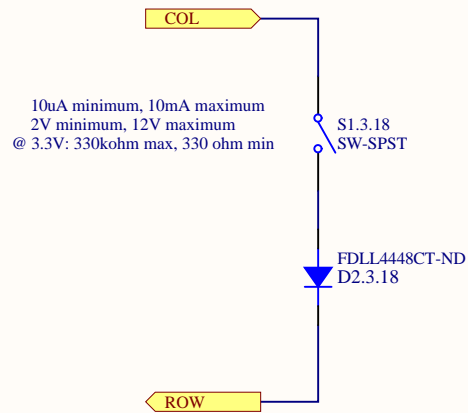 COL
10uA minimum, 10mA maximum
2V minimum, 12V maximum
@ 3.3V: 330kohm max, 330 ohm min
S1.3.18
SW-SPST
FDLL4448CT-ND
D2.3.18
ROW